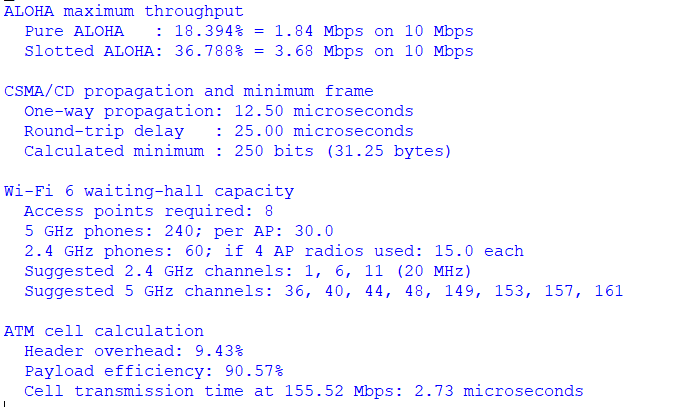 ALOHA maximum throughput
  Pure ALOHA   : 18.394% = 1.84 Mbps on 10 Mbps
  Slotted ALOHA: 36.788% = 3.68 Mbps on 10 Mbps

CSMA/CD propagation and minimum frame
  One-way propagation: 12.50 microseconds
  Round-trip delay   : 25.00 microseconds
  Calculated minimum : 250 bits (31.25 bytes)

Wi-Fi 6 waiting-hall capacity
  Access points required: 8
  5 GHz phones: 240; per AP: 30.0
  2.4 GHz phones: 60; if 4 AP radios used: 15.0 each
  Suggested 2.4 GHz channels: 1, 6, 11 (20 MHz)
  Suggested 5 GHz channels: 36, 40, 44, 48, 149, 153, 157, 161

ATM cell calculation
  Header overhead: 9.43%
  Payload efficiency: 90.57%
  Cell transmission time at 155.52 Mbps: 2.73 microseconds